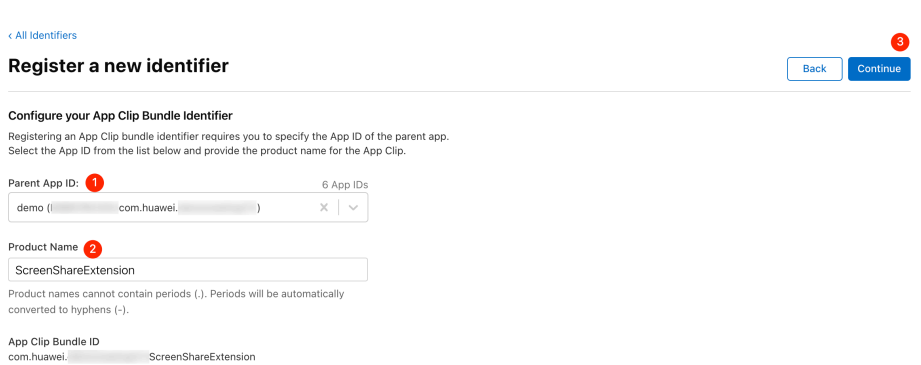 ‹ All Identifiers
3
Register a new identifier
Back Continue
Configure your App Clip Bundle Identifier
Registering an App Clip bundle identifier requires you to specify the App ID of the parent app.
Select the App ID from the list below and provide the product name for the App Clip.
Parent App ID: 1 6 App IDs
demo ( com.huawei. )
Product Name 2
ScreenShareExtension
Product names cannot contain periods (.). Periods will be automatically
converted to hyphens (-).
App Clip Bundle ID
com.huawei. ScreenShareExtension